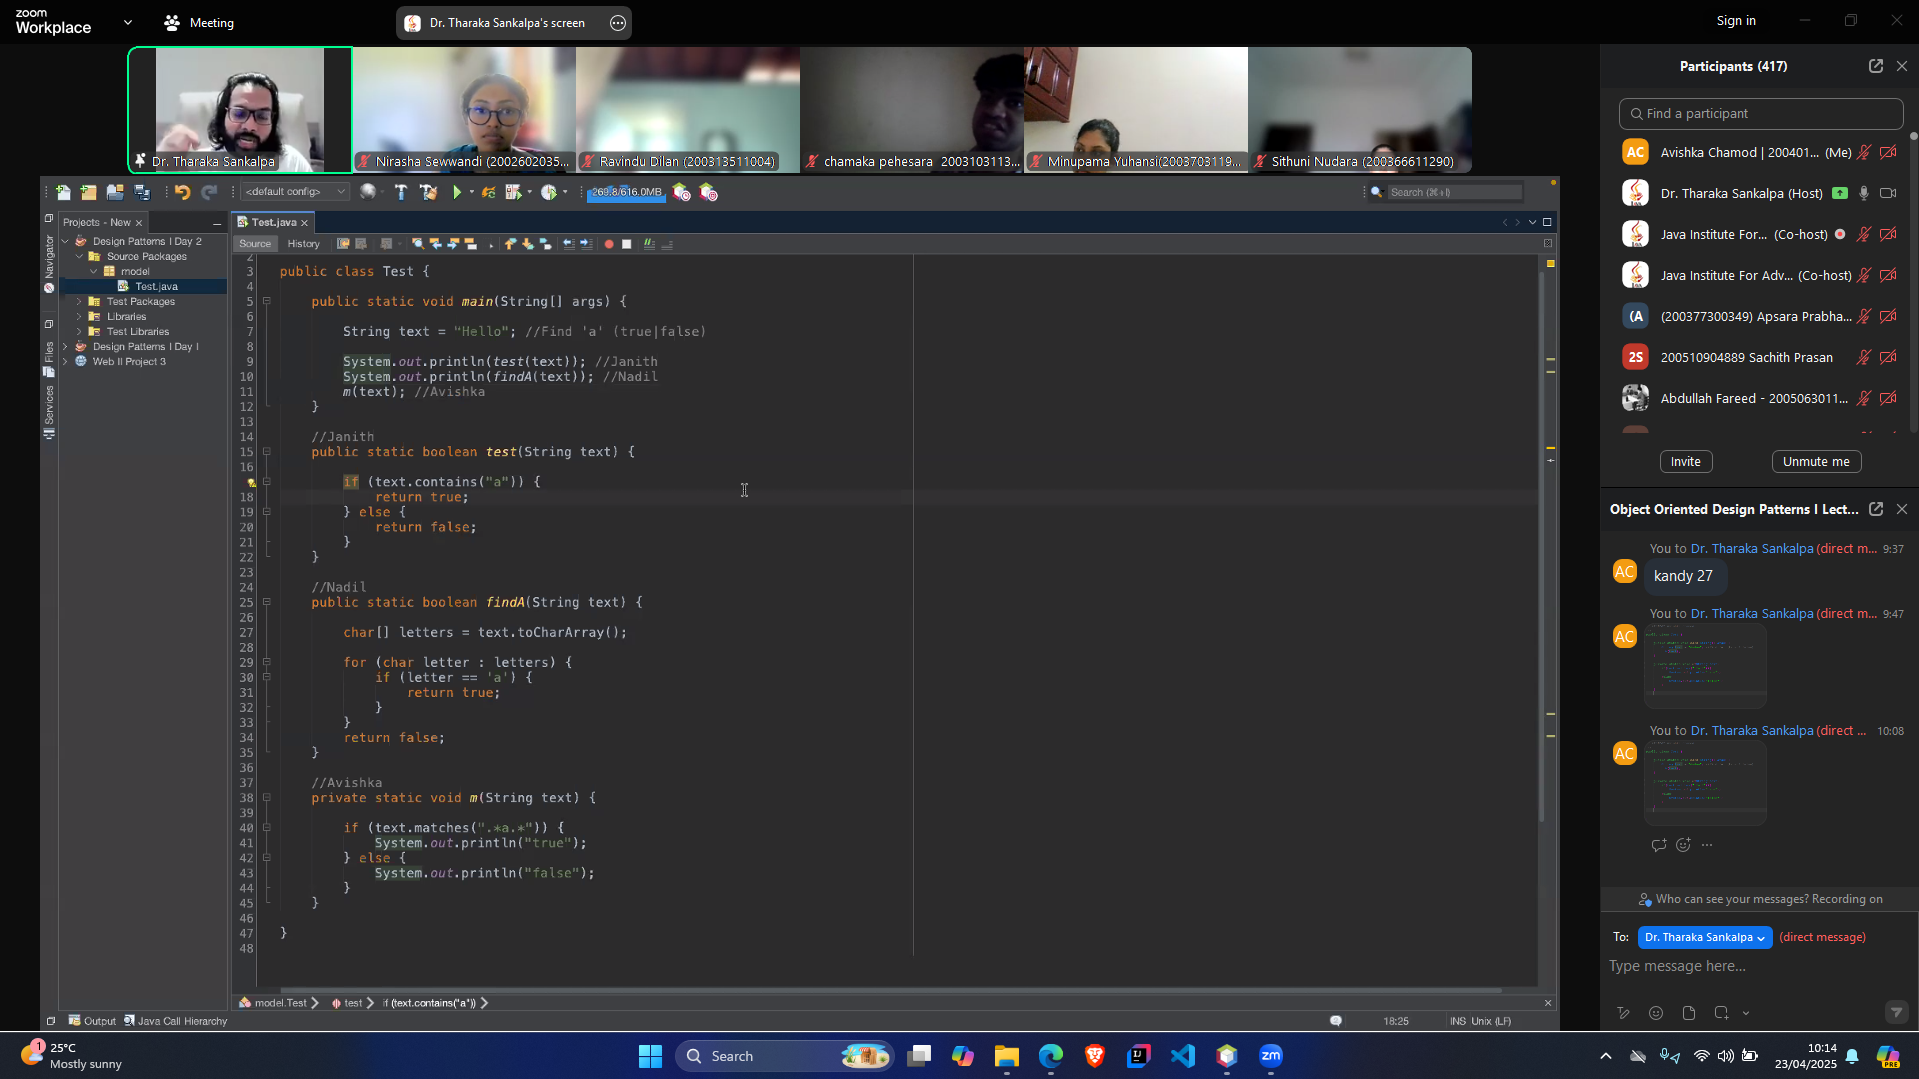 zoom
Workplace
Meeting
Dr. Tharaka Sankalpa's screen
Sign in
Dr. Tharaka Sankalpa
Nirasha Sewwandi (2002602035...
Ravindu Dilan (200313511004)
chamaka pehesara 2003103113...
Minupama Yuhansi(2003703119...
Sithuni Nudara (200366611290)
<default config>
269.8/616.0MB
Search (⌘+I)
Projects - New
Navigator
Files
Services
Design Patterns I Day 2
Source Packages
model
Test.java
Test Packages
Libraries
Test Libraries
Design Patterns I Day I
Web II Project 3
Test.java
Source
History
2
3 public class Test {
4
5 public static void main(String[] args) {
6
7 String text = "Hello"; //Find 'a' (true|false)
8
9 System.out.println(test(text)); //Janith
10 System.out.println(findA(text)); //Nadil
11 m(text); //Avishka
12 }
13
14 //Janith
15 public static boolean test(String text) {
16
if (text.contains("a")) {
18 return true;
19 } else {
20 return false;
21 }
22 }
23
24 //Nadil
25 public static boolean findA(String text) {
26
27 char[] letters = text.toCharArray();
28
29 for (char letter : letters) {
30 if (letter == 'a') {
31 return true;
32 }
33 }
34 return false;
35 }
36
37 //Avishka
38 private static void m(String text) {
39
40 if (text.matches(".*a.*")) {
41 System.out.println("true");
42 } else {
43 System.out.println("false");
44 }
45 }
46
47 }
48
model.Test
test
if (text.contains("a"))
Output
Java Call Hierarchy
18:25
INS Unix (LF)
Participants (417)
Find a participant
AC Avishka Chamod | 200401... (Me)
Dr. Tharaka Sankalpa (Host)
Java Institute For... (Co-host)
Java Institute For Adv... (Co-host)
(A (200377300349) Apsara Prabha...
2S 200510904889 Sachith Prasan
Abdullah Fareed - 2005063011...
Invite
Unmute me
Object Oriented Design Patterns I Lect...
You to Dr. Tharaka Sankalpa(direct m... 9:37
AC kandy 27
You to Dr. Tharaka Sankalpa(direct m... 9:47
AC
You to Dr. Tharaka Sankalpa(direct ... 10:08
AC
Who can see your messages? Recording on
To: Dr. Tharaka Sankalpa (direct message)
Type message here...
1
25°C
Mostly sunny
Search
zm
10:14
23/04/2025
PRE